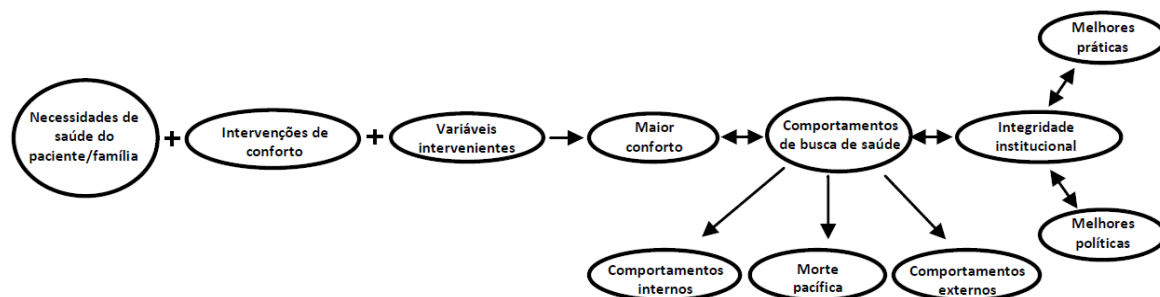 Necessidades de
saúde do
paciente/família
+
Intervenções de
conforto
+
Variáveis
intervenientes
Maior
conforto
Comportamentos
de busca de saúde
Integridade
institucional
Melhores
práticas
Melhores
políticas
Comportamentos
internos
Morte
pacífica
Comportamentos
externos